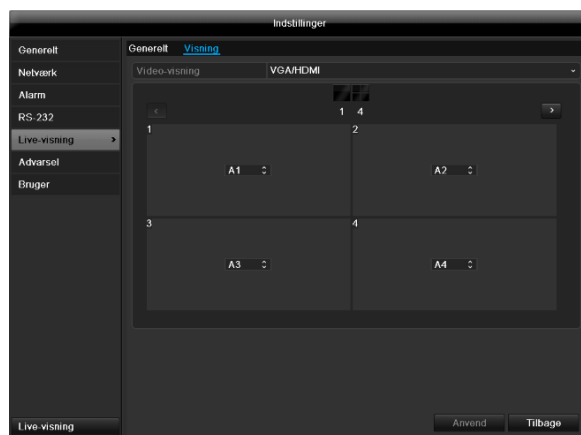 Indstillinger
Generelt
Netværk
Alarm
RS-232
Live-visning >
Advarsel
Bruger
Live-visning
Generelt Visning
Video-visning VGA/HDMI
< 1 4 >
1 2
A1 A2
3 4
A3 A4
Anvend Tilbage